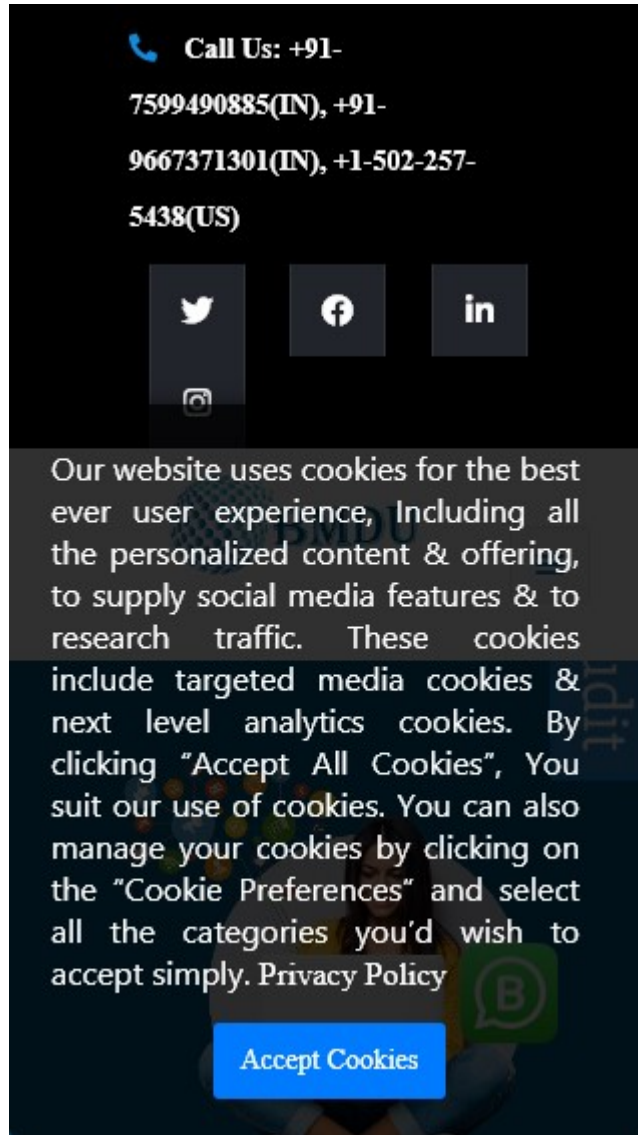 Call Us: +91-
7599490885(IN), +91-
9667371301(IN), +1-502-257-
5438(US)
in
Our website uses cookies for the best
ever user experience, Including all
the personalized content & offering,
to supply social media features & to
research traffic. These cookies
include targeted media cookies &
next level analytics cookies. By
clicking “Accept All Cookies”, You
suit our use of cookies. You can also
manage your cookies by clicking on
the “Cookie Preferences” and select
all the categories you’d wish to
accept simply. Privacy Policy
BMDU
udit
B
Accept Cookies